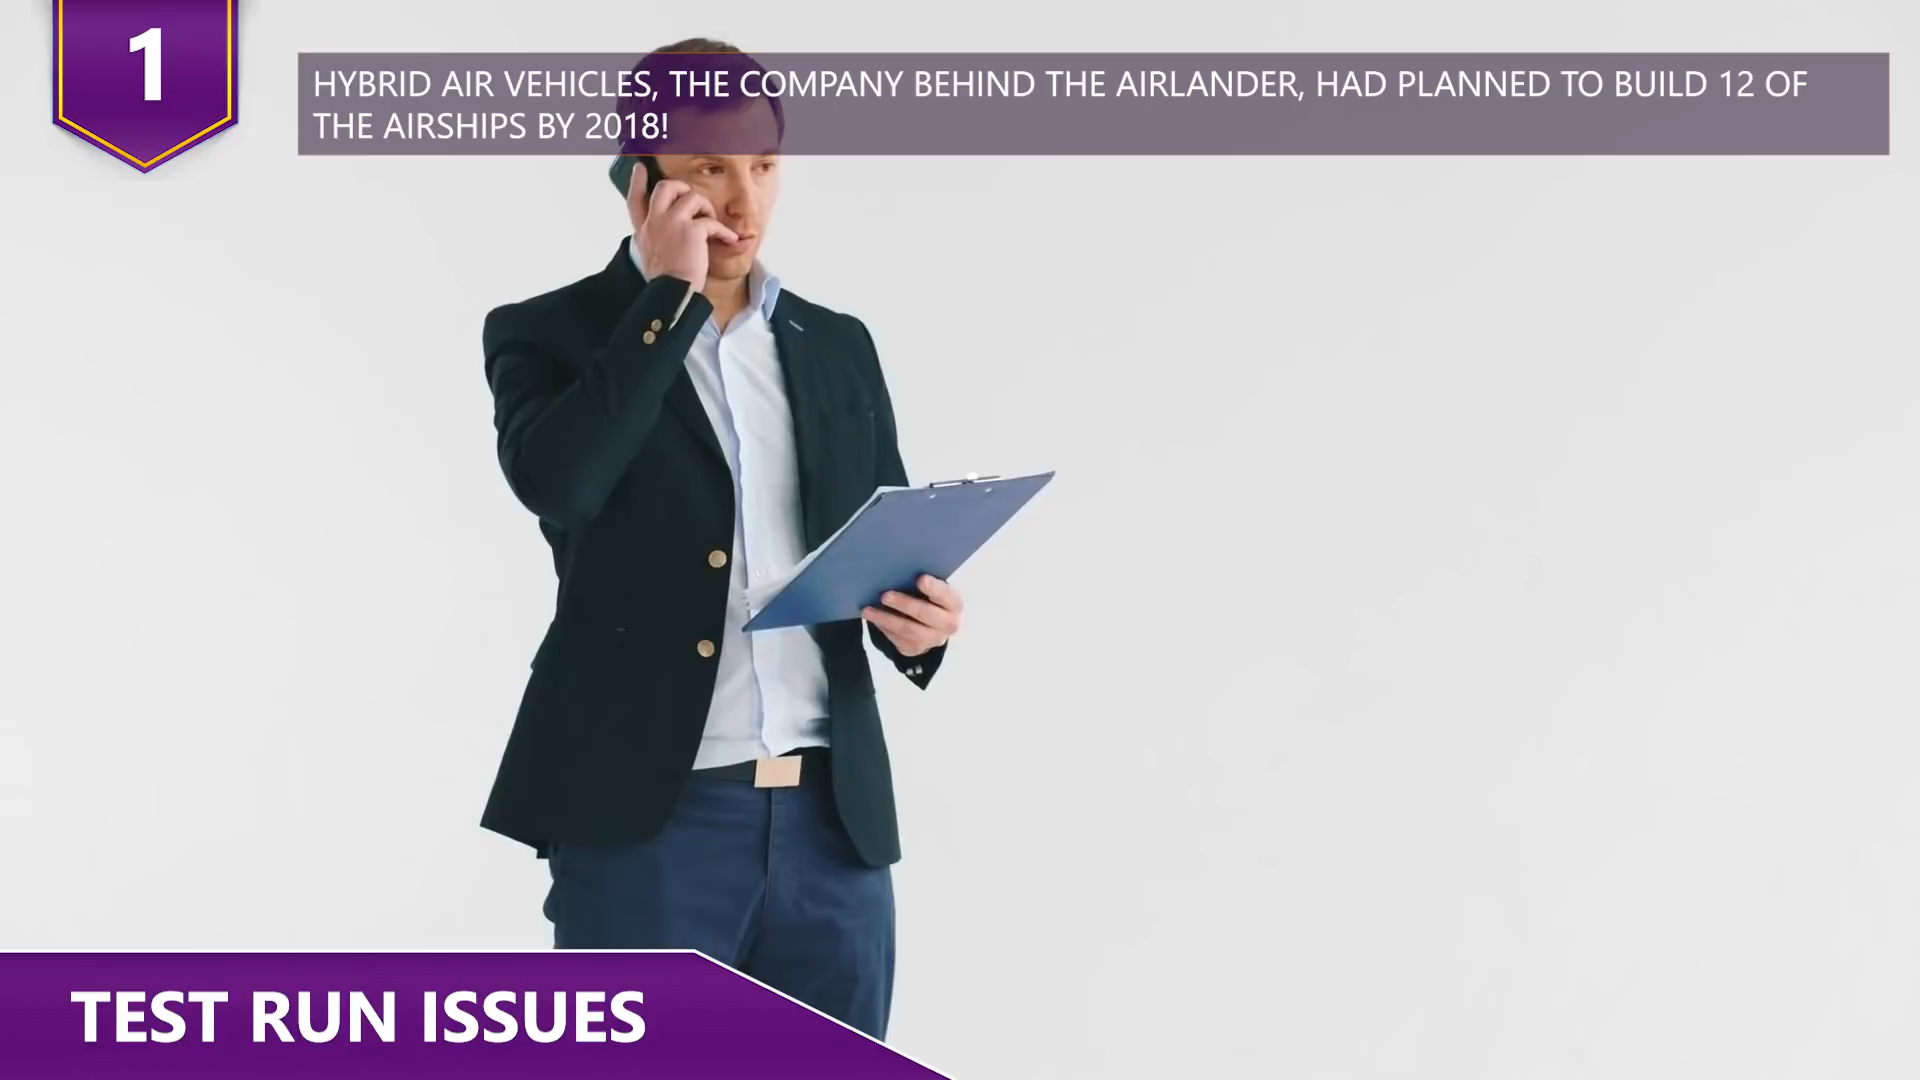 1
HYBRID AIR VEHICLES, THE COMPANY BEHIND THE AIRLANDER, HAD PLANNED TO BUILD 12 OF
THE AIRSHIPS BY 2018!
TEST RUN ISSUES